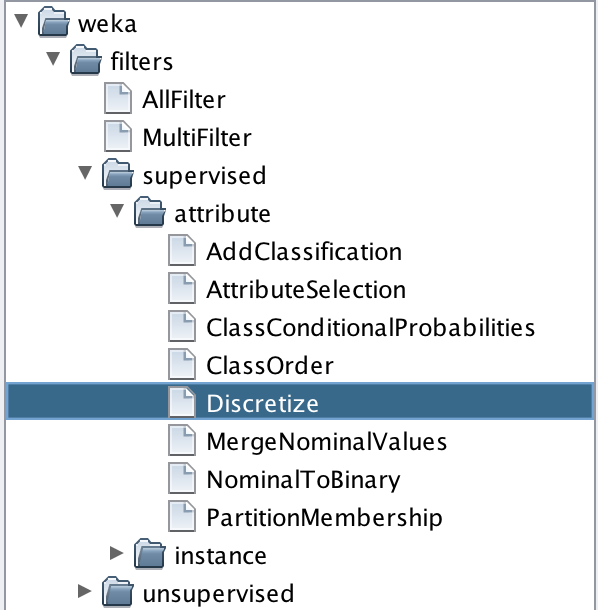 weka
filters
AllFilter
MultiFilter
supervised
attribute
AddClassification
AttributeSelection
ClassConditionalProbabilities
ClassOrder
Discretize
MergeNominalValues
NominalToBinary
PartitionMembership
instance
unsupervised